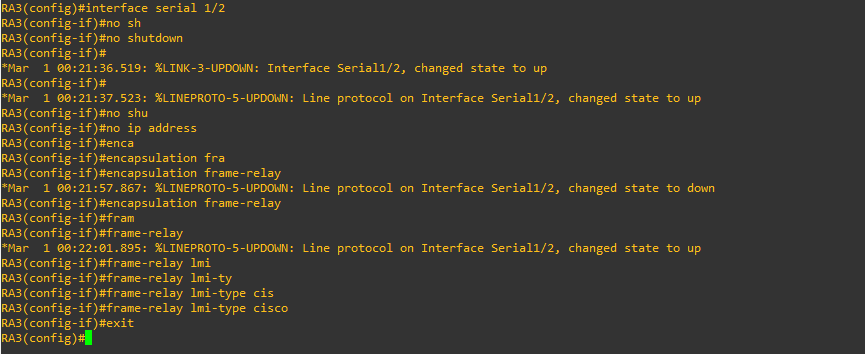 RA3(config)#interface serial 1/2
RA3(config-if)#no sh
RA3(config-if)#no shutdown
RA3(config-if)#
*Mar  1 00:21:36.519: %LINK-3-UPDOWN: Interface Serial1/2, changed state to up
RA3(config-if)#
*Mar  1 00:21:37.523: %LINEPROTO-5-UPDOWN: Line protocol on Interface Serial1/2, changed state to up
RA3(config-if)#no shu
RA3(config-if)#no ip address
RA3(config-if)#enca
RA3(config-if)#encapsulation fra
RA3(config-if)#encapsulation frame-relay
*Mar  1 00:21:57.867: %LINEPROTO-5-UPDOWN: Line protocol on Interface Serial1/2, changed state to down
RA3(config-if)#encapsulation frame-relay
RA3(config-if)#fram
RA3(config-if)#frame-relay
*Mar  1 00:22:01.895: %LINEPROTO-5-UPDOWN: Line protocol on Interface Serial1/2, changed state to up
RA3(config-if)#frame-relay lmi
RA3(config-if)#frame-relay lmi-ty
RA3(config-if)#frame-relay lmi-type cis
RA3(config-if)#frame-relay lmi-type cisco
RA3(config-if)#exit
RA3(config)#